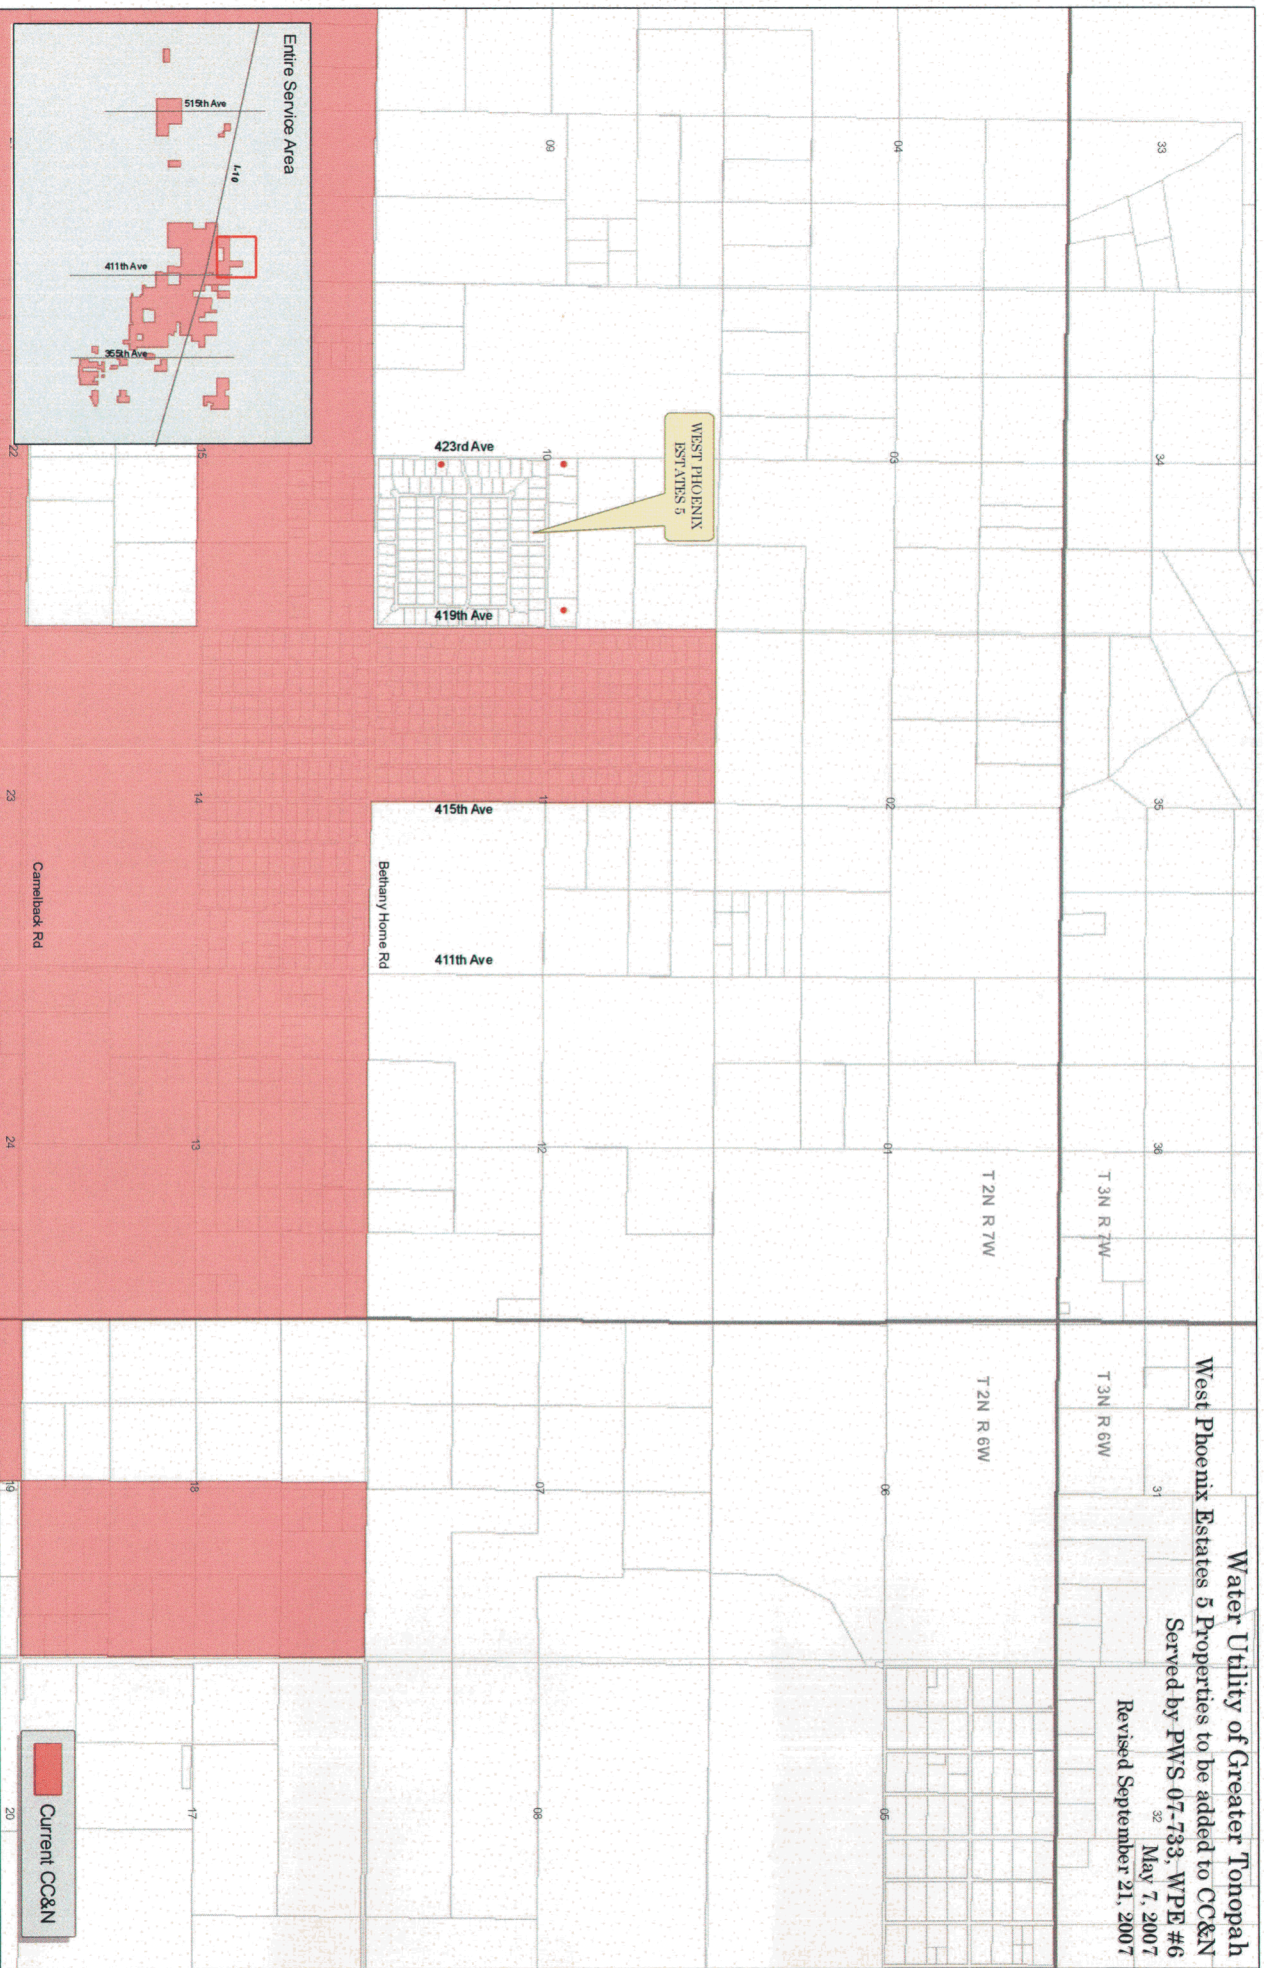 Water Utility of Greater Tonopah
West Phoenix Estates 5 Properties to be added to CC&N
Served by PWS 07-733, WPE #6
May 7, 2007
Revised September 21, 2007
33
34
35
36
31
32
T 3N R 7W
T 3N R 6W
T 2N R 7W
T 2N R 6W
04
03
02
01
06
05
WEST PHOENIX
ESTATES 5
09
10
11
12
07
08
423rd Ave
419th Ave
415th Ave
411th Ave
Bethany Home Rd
15
14
13
18
17
Camelback Rd
22
23
24
19
20
Entire Service Area
515th Ave
I-10
411th Ave
355th Ave
Current CC&N